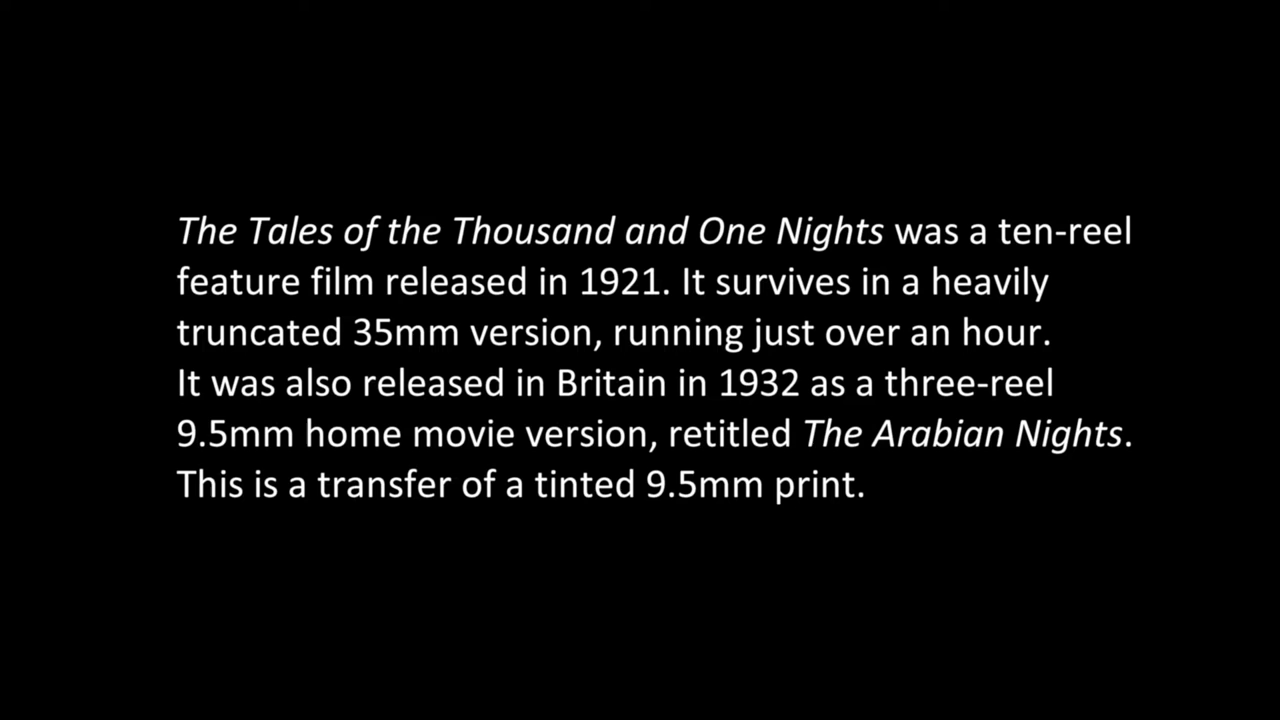 The Tales of the Thousand and One Nights was a ten-reel
feature film released in 1921. It survives in a heavily
truncated 35mm version, running just over an hour.
It was also released in Britain in 1932 as a three-reel
9.5mm home movie version, retitled The Arabian Nights.
This is a transfer of a tinted 9.5mm print.